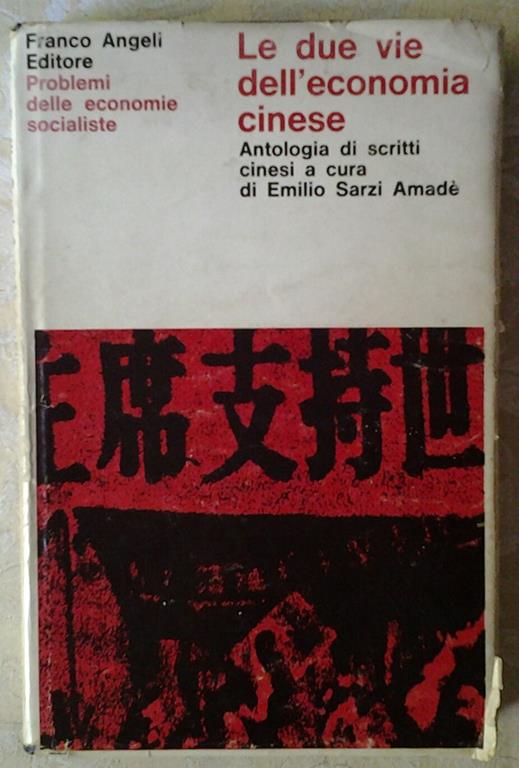 Franco Angeli
Editore
Problemi
delle economie
socialiste
Le due vie
dell'economia
cinese
Antologia di scritti
cinesi a cura
di Emilio Sarzi Amadè
主席支持世